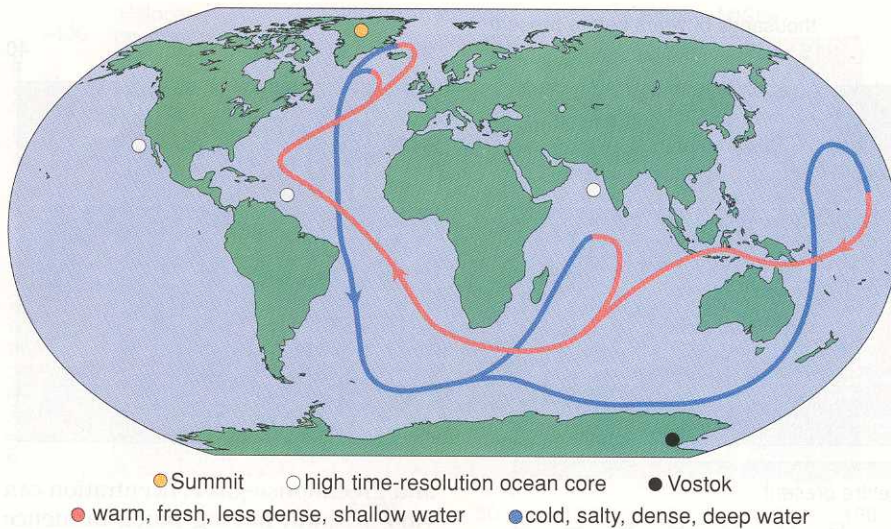 Summit high time-resolution ocean core Vostok
warm, fresh, less dense, shallow water cold, salty, dense, deep water